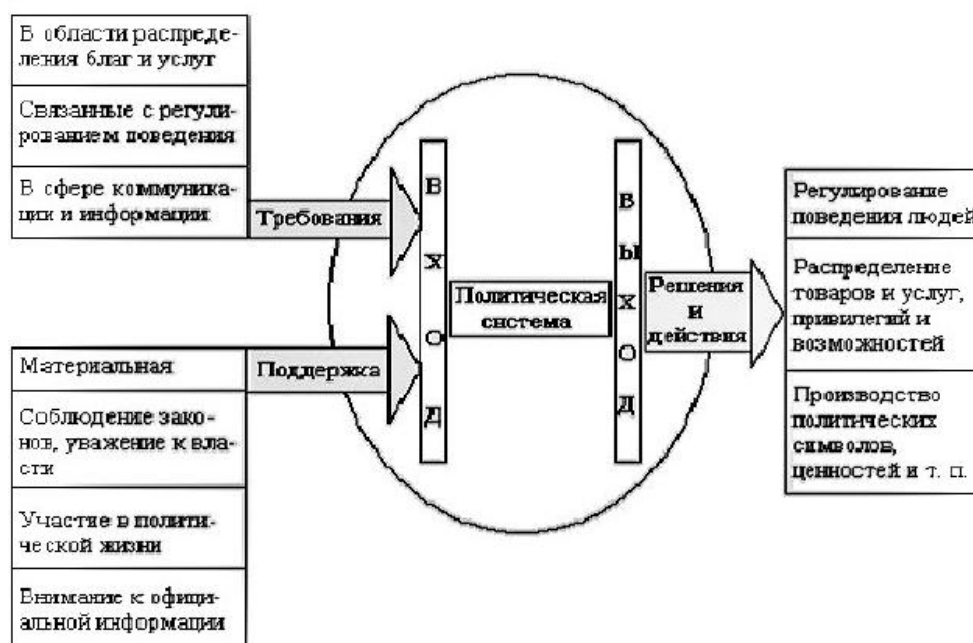 В области распреде-
ления благ и услуг
Связанные с регули-
рованием поведения
В сфере коммуника-
ции и информации
Требования
Материальная
Поддержка
Соблюдение зако-
нов, уважение к вла-
сти
Участие в полити-
ческой жизни
Внимание к офици-
альной информации
ВХОД
Политическая
система
ВЫХОД
Решения
и
действия
Регулирование
поведения людей
Распределение
товаров и услуг,
привилегий и
возможностей
Производство
политических
символов,
ценностей и т. п.